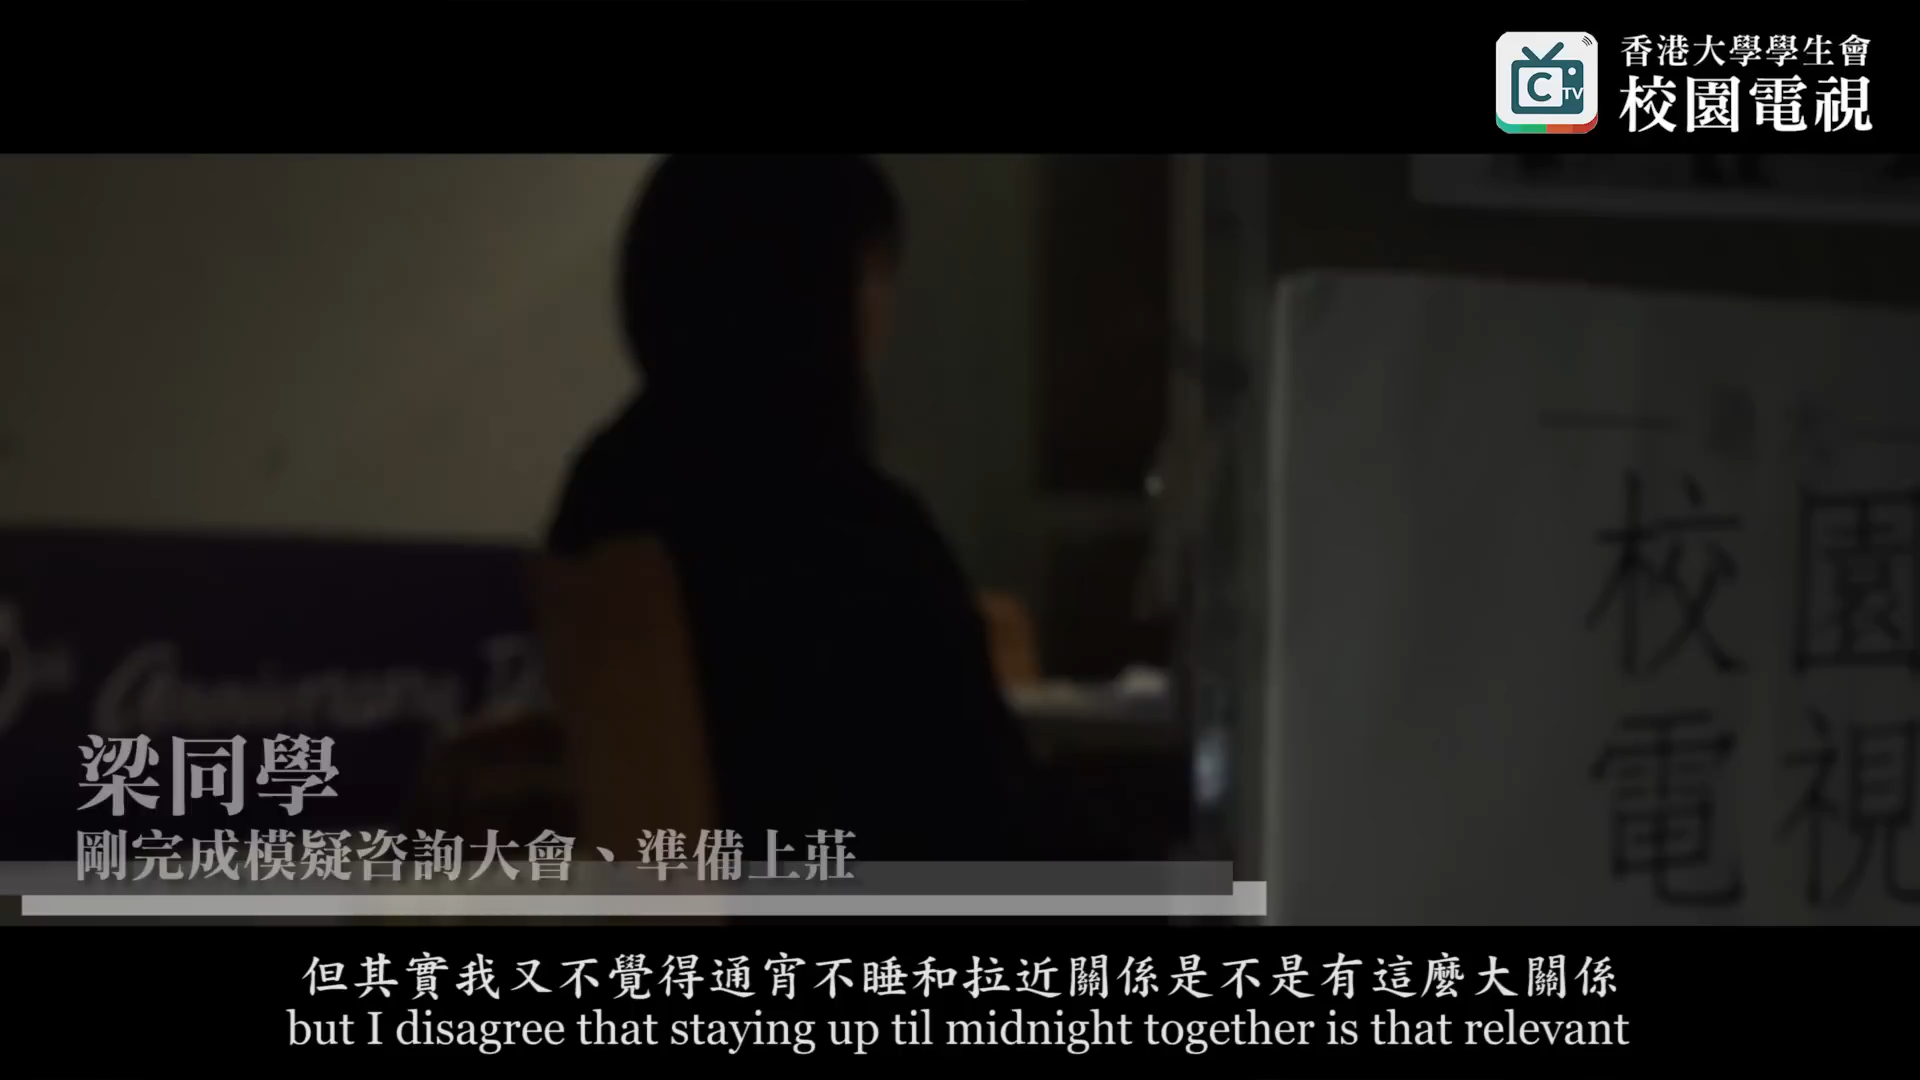 香港大學學生會
校園電視
C TV
校園
電視
Anniversary
梁同學
剛完成模疑咨詢大會、準備上莊
但其實我又不覺得通宵不睡和拉近關係是不是有這麼大關係
but I disagree that staying up til midnight together is that relevant